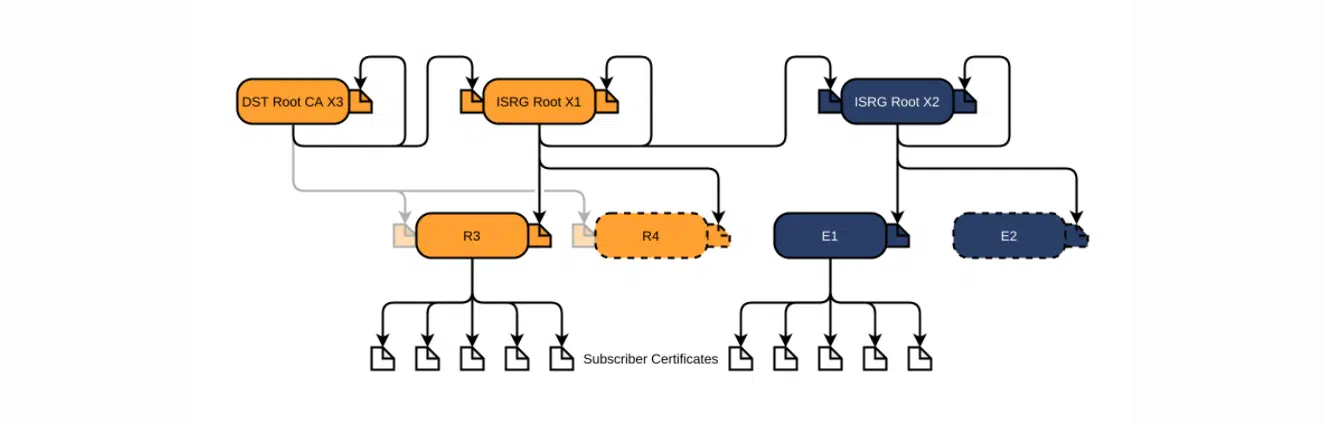 DST Root CA X3
ISRG Root X1
ISRG Root X2
R3
R4
E1
E2
Subscriber Certificates